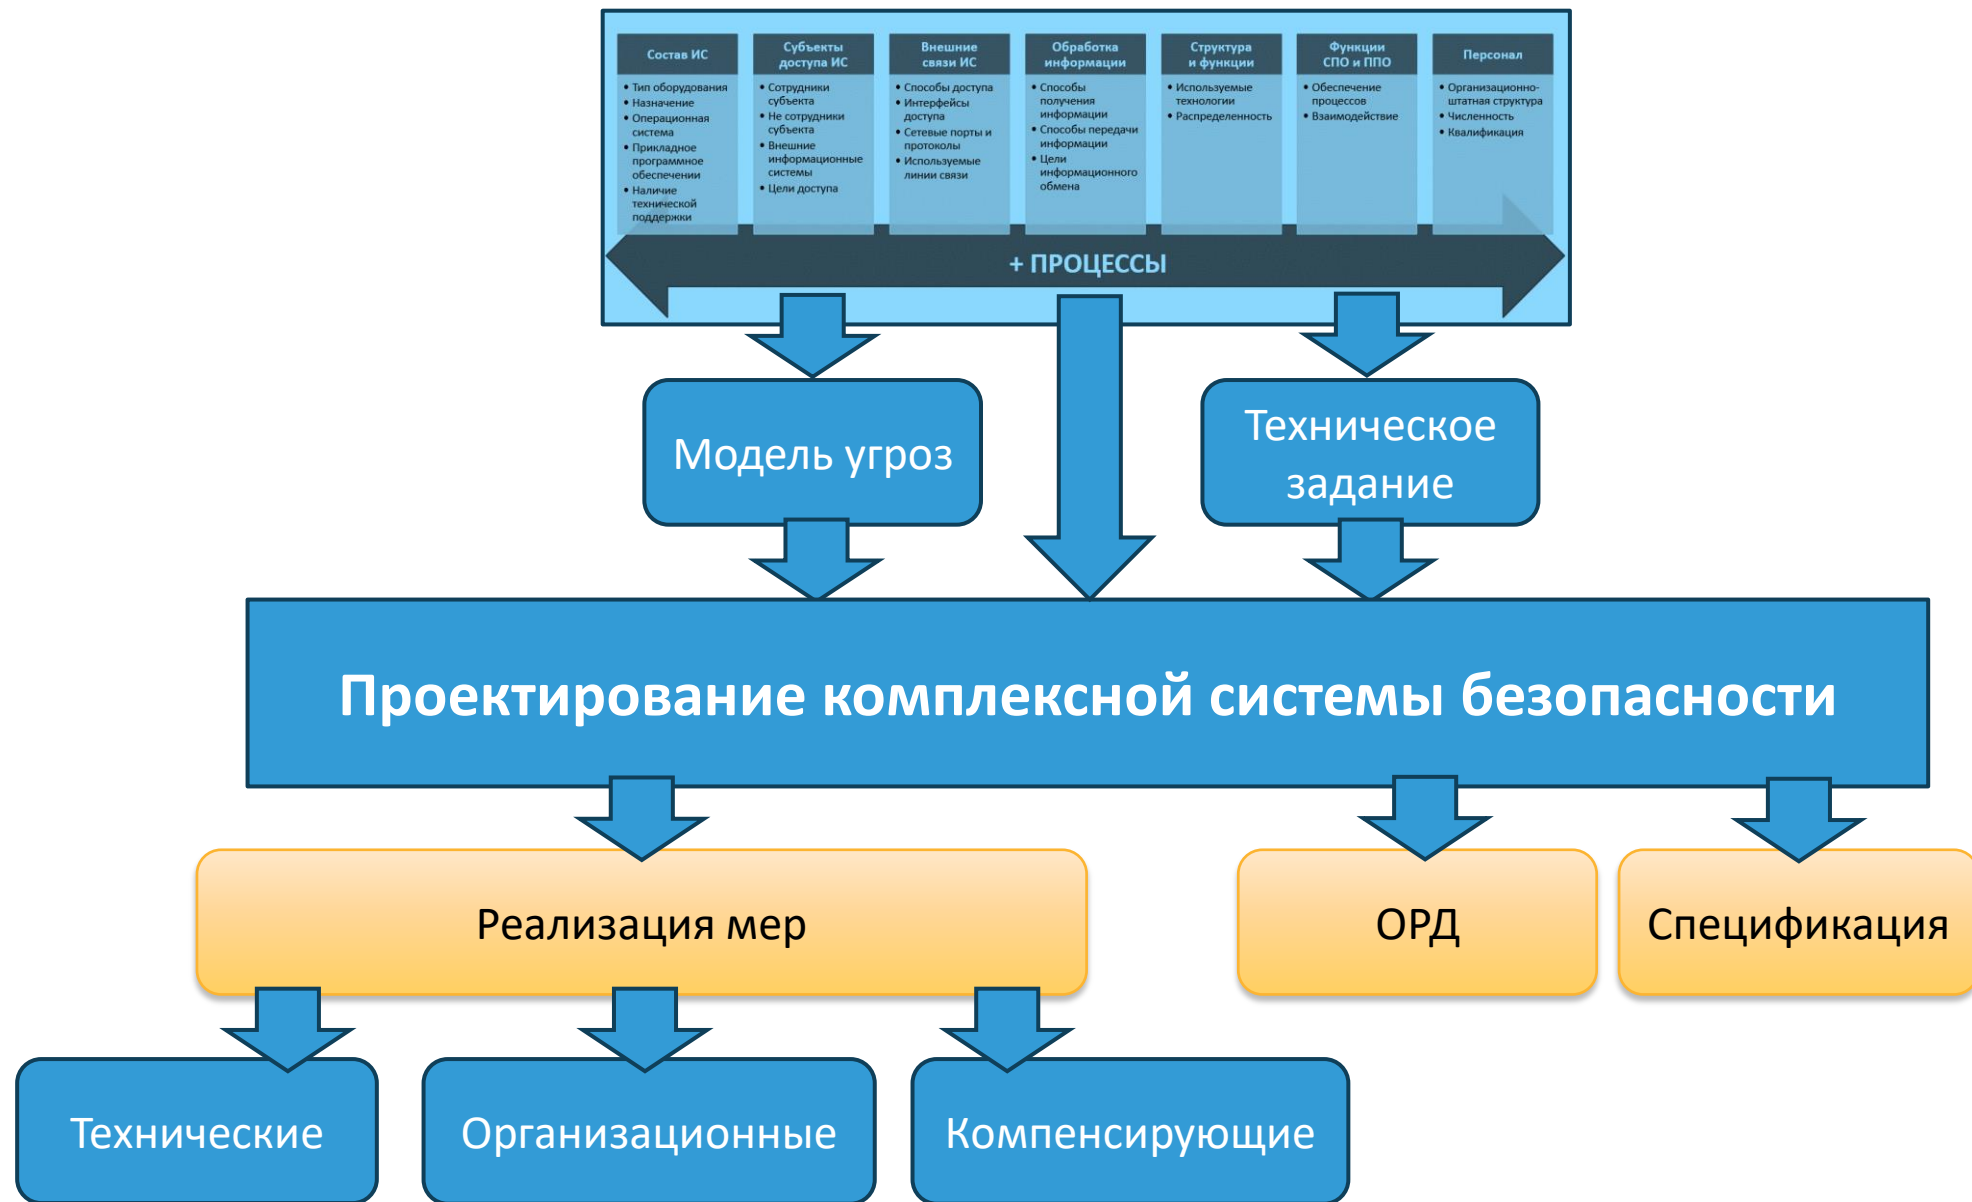 Состав ИС
• Тип оборудования
• Назначение
• Операционная
система
• Прикладное
программное
обеспечении
• Наличие
технической
поддержки
Субъекты
доступа ИС
• Сотрудники
субъекта
• Не сотрудники
субъекта
• Внешние
информационные
системы
• Цели доступа
Внешние
связи ИС
• Способы доступа
• Интерфейсы
доступа
• Сетевые порты и
протоколы
• Используемые
линии связи
Обработка
информации
• Способы
получения
информации
• Способы передачи
информации
• Цели
информационного
обмена
Структура
и функции
• Используемые
технологии
• Распределенность
Функции
СПО и ППО
• Обеспечение
процессов
• Взаимодействие
Персонал
• Организационно-
штатная структура
• Численность
• Квалификация
+ ПРОЦЕССЫ
Модель угроз
Техническое
задание
Проектирование комплексной системы безопасности
Реализация мер
ОРД
Спецификация
Технические
Организационные
Компенсирующие